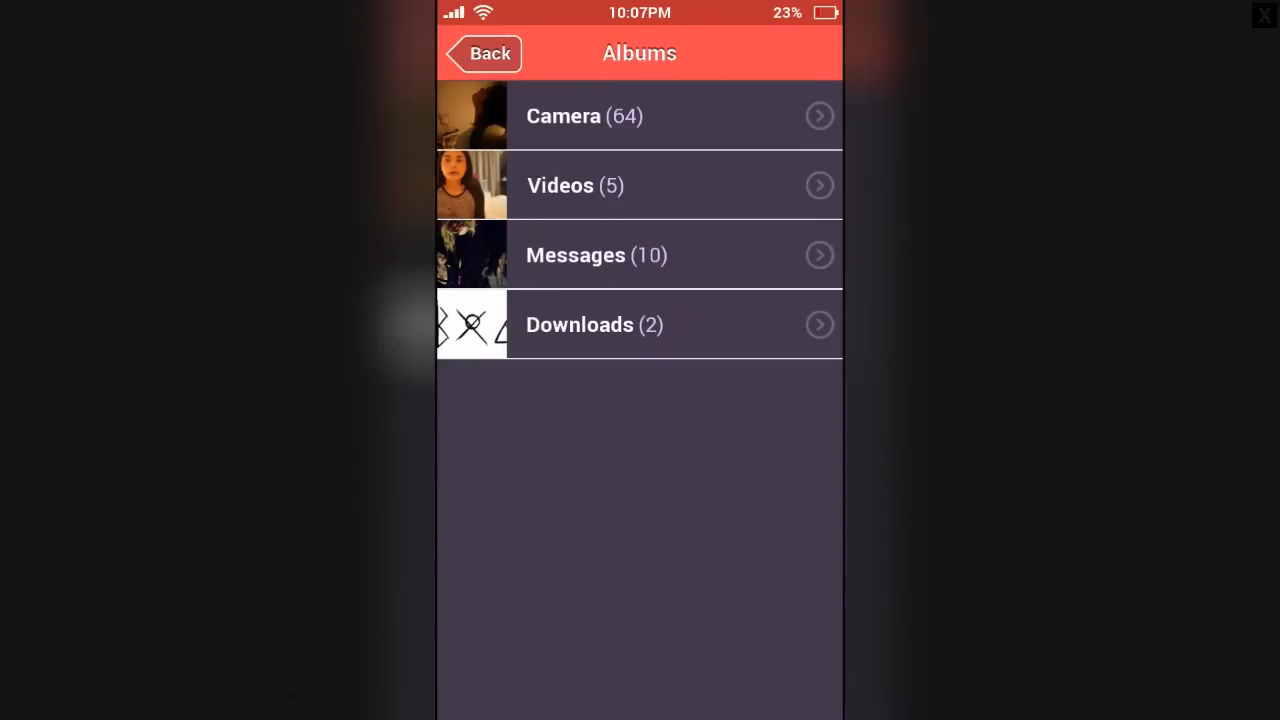 10:07PM
23%
X
Back
Albums
Camera (64)
Videos (5)
Messages (10)
Downloads (2)